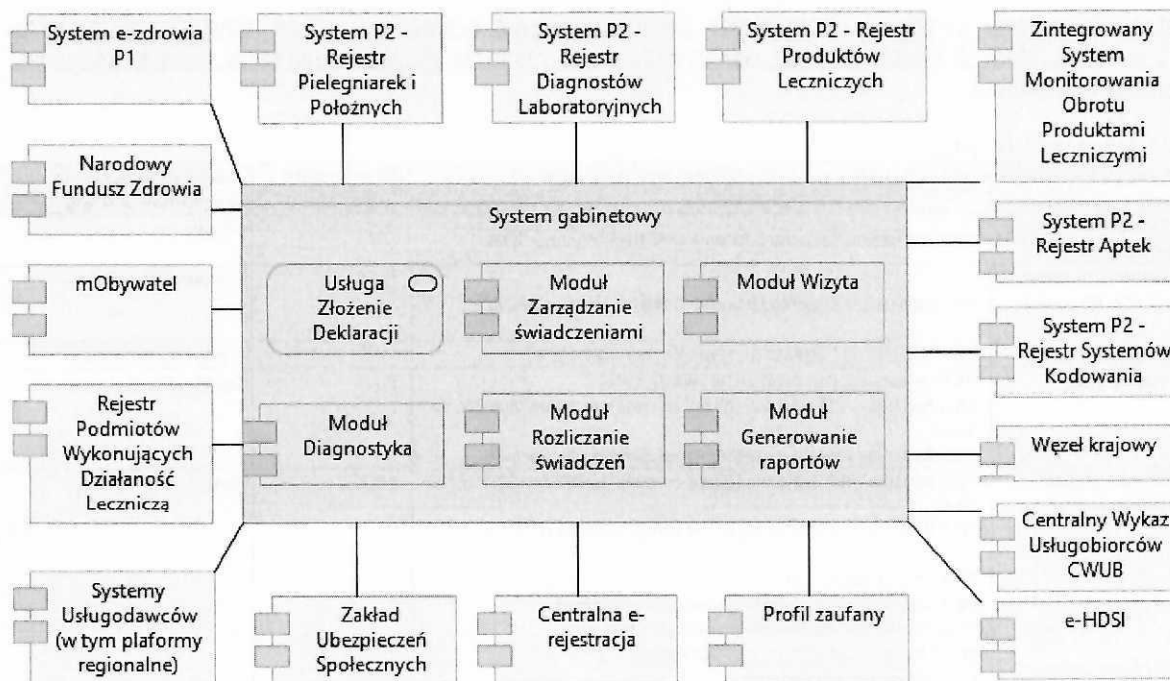 System e-zdrowia
P1
System P2 -
Rejestr
Pielegniarek i
Położnych
System P2 -
Rejestr
Diagnostów
Laboratoryjnych
System P2 - Rejestr
Produktów
Leczniczych
Zintegrowany
System
Monitorowania
Obrotu
Produktami
Leczniczymi
Narodowy
Fundusz Zdrowia
System gabinetowy
System P2 -
Rejestr Aptek
mObywatel
Usługa
Złożenie
Deklaracji
Moduł
Zarządzanie
świadczeniami
Moduł Wizyta
System P2 -
Rejestr Systemów
Kodowania
Rejestr
Podmiotów
Wykonujących
Działaność
Leczniczą
Moduł
Diagnostyka
Moduł
Rozliczanie
świadczeń
Moduł
Generowanie
raportów
Węzeł krajowy
Centralny Wykaz
Usługobiorców
CWUB
Systemy
Usługodawców
(w tym plaformy
regionalne)
Zakład
Ubezpieczeń
Społecznych
Centralna e-
rejestracja
Profil zaufany
e-HDSI